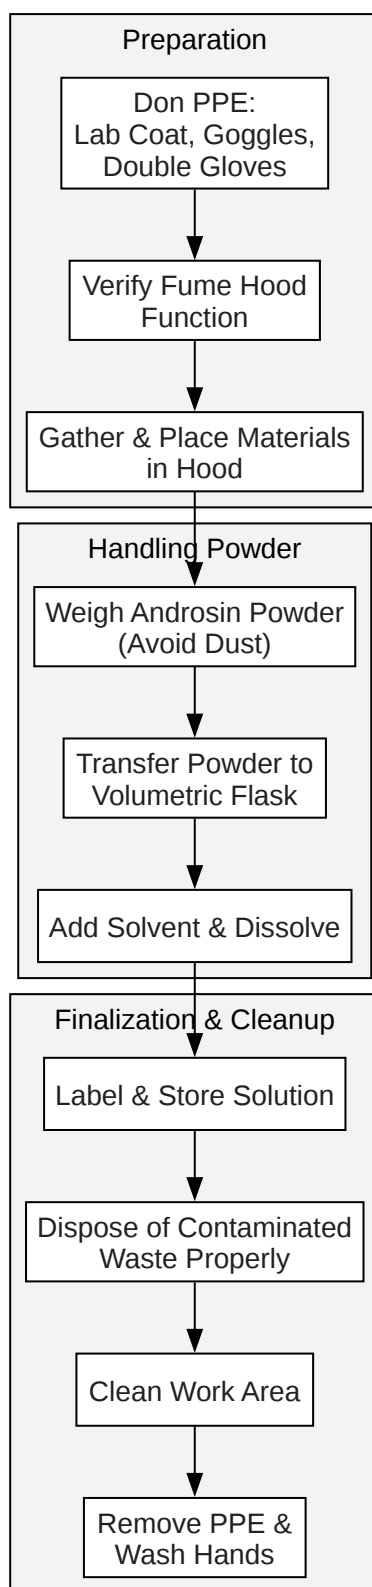 Preparation
Don PPE:
Lab Coat, Goggles,
Double Gloves
Verify Fume Hood
Function
Gather & Place Materials
in Hood
Handling Powder
Weigh Androsin Powder
(Avoid Dust)
Transfer Powder to
Volumetric Flask
Add Solvent & Dissolve
Finalization & Cleanup
Label & Store Solution
Dispose of Contaminated
Waste Properly
Clean Work Area
Remove PPE &
Wash Hands